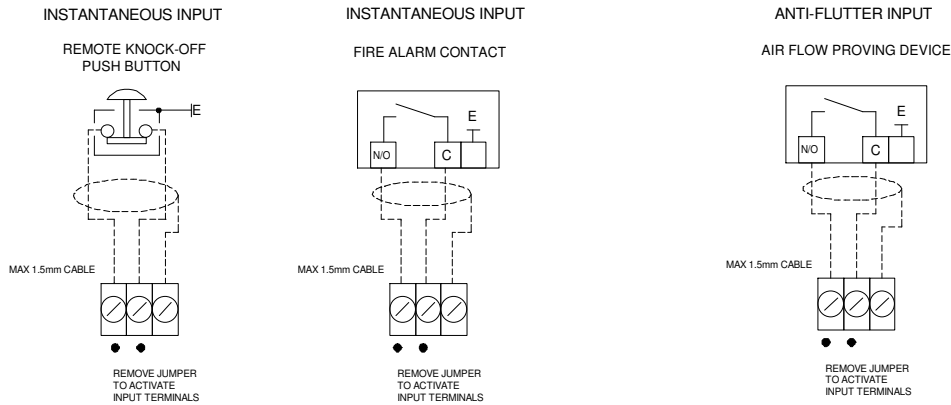 INSTANTANEOUS INPUT
REMOTE KNOCK-OFF
PUSH BUTTON
E
MAX 1.5mm CABLE
REMOVE JUMPER
TO ACTIVATE
INPUT TERMINALS
INSTANTANEOUS INPUT
FIRE ALARM CONTACT
E
N/O
C
MAX 1.5mm CABLE
REMOVE JUMPER
TO ACTIVATE
INPUT TERMINALS
ANTI-FLUTTER INPUT
AIR FLOW PROVING DEVICE
E
N/O
C
MAX 1.5mm CABLE
REMOVE JUMPER
TO ACTIVATE
INPUT TERMINALS